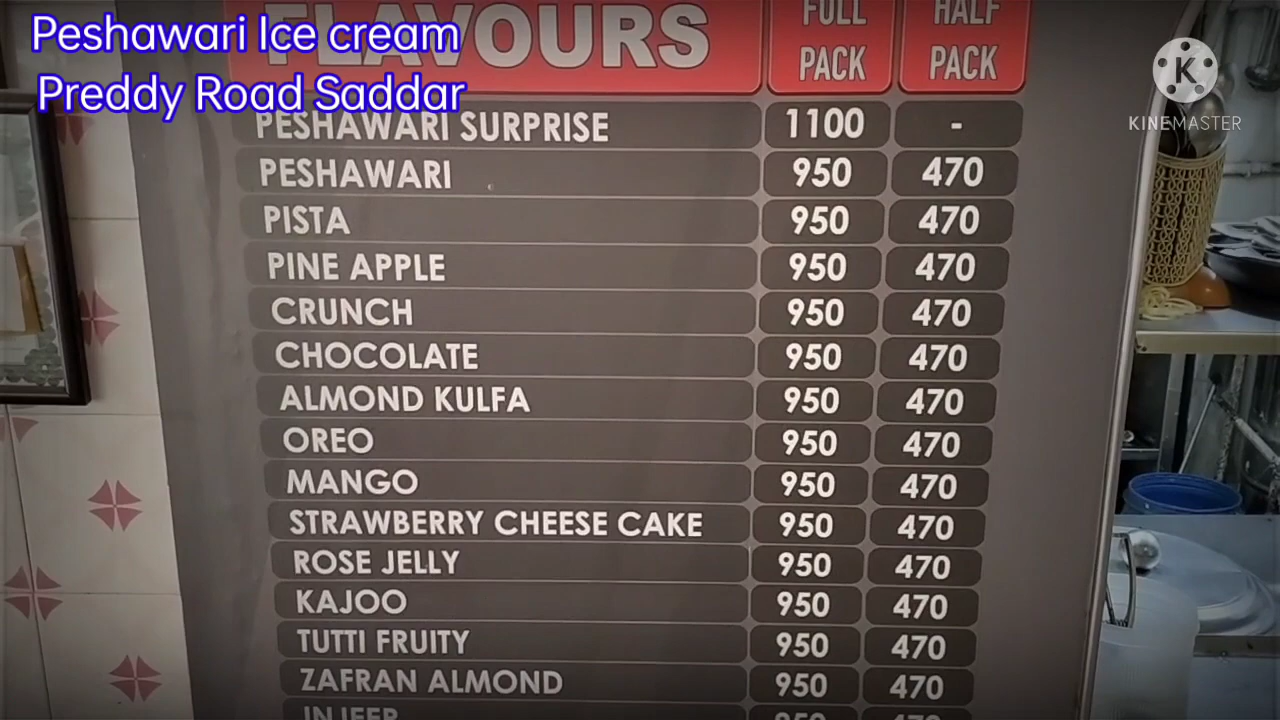 Peshawari Ice cream
Preddy Road Saddar
K
KINEMASTER
FLAVOURS FULL PACK HALF PACK
PESHAWARI SURPRISE 1100 -
PESHAWARI 950 470
PISTA 950 470
PINE APPLE 950 470
CRUNCH 950 470
CHOCOLATE 950 470
ALMOND KULFA 950 470
OREO 950 470
MANGO 950 470
STRAWBERRY CHEESE CAKE 950 470
ROSE JELLY 950 470
KAJOO 950 470
TUTTI FRUITY 950 470
ZAFRAN ALMOND 950 470
INJEER 950 470